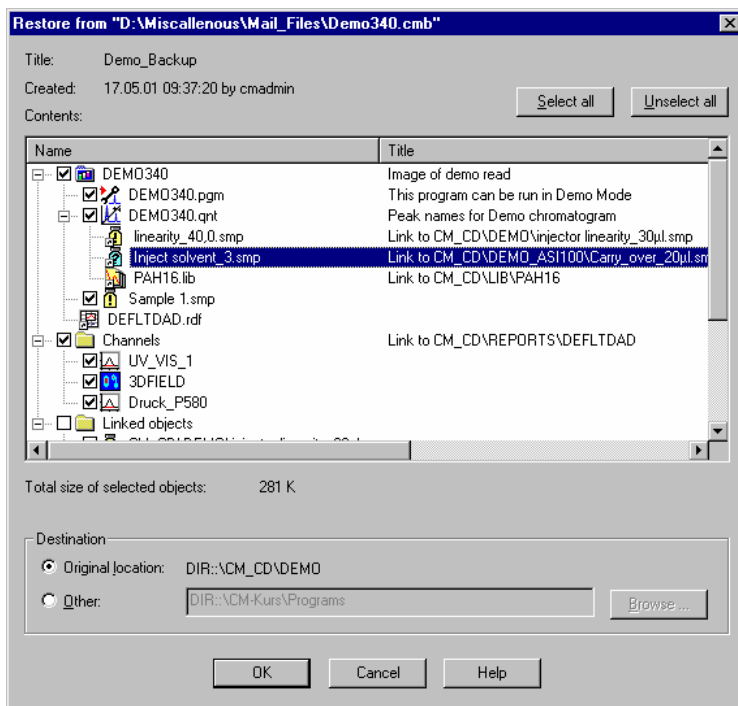 Restore from "D:\Miscallenous\Mail_Files\Demo340.cmb"
Title: Demo_Backup
Created: 17.05.01 09:37:20 by cmadmin
Select all Unselect all
Contents:
Name Title
DEMO340 Image of demo read
DEMO340.pgm This program can be run in Demo Mode
DEMO340.qnt Peak names for Demo chromatogram
linearity_40,0.smp Link to CM_CD\DEMO\injector linearity_30µl.smp
Inject solvent_3.smp Link to CM_CD\DEMO_ASI100\Carry_over_20µl.sm
PAH16.lib Link to CM_CD\LIB\PAH16
Sample 1.smp
DEFLTDAD.rdf
Channels Link to CM_CD\REPORTS\DEFLTDAD
UV_VIS_1
3DFIELD
Druck_P580
Linked objects
Total size of selected objects: 281 K
Destination
Original location: DIR::\CM_CD\DEMO
Other: DIR::\CM-Kurs\Programs Browse ...
OK Cancel Help